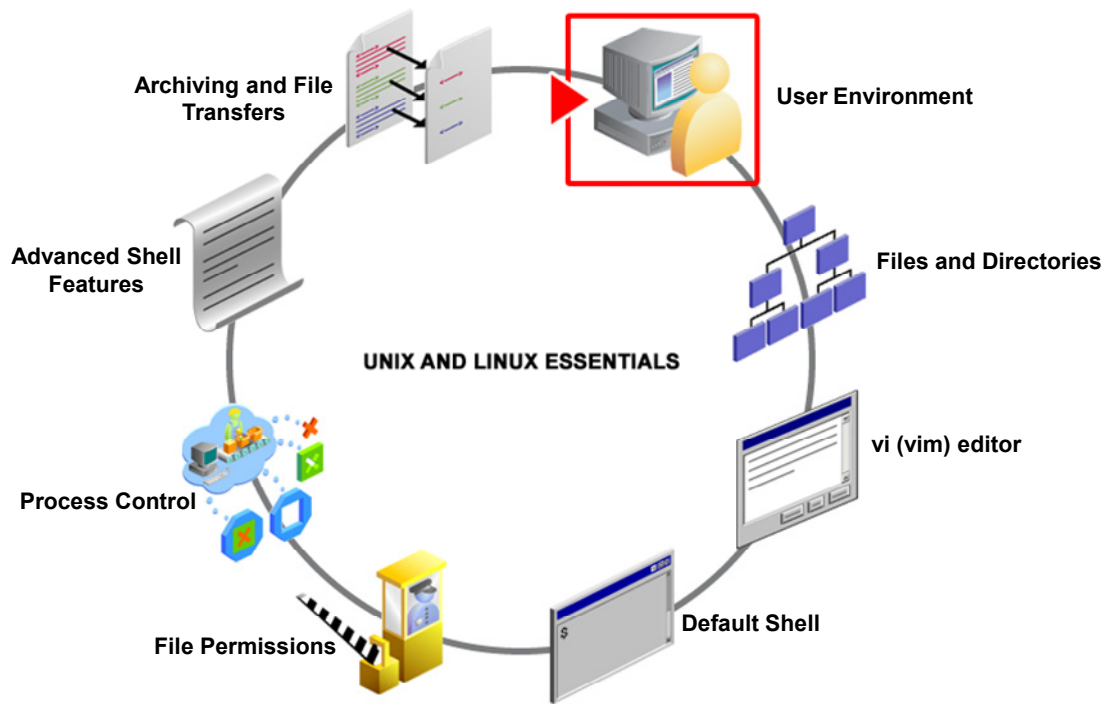 Archiving and File
Transfers
User Environment
Advanced Shell
Features
Files and Directories
UNIX AND LINUX ESSENTIALS
vi (vim) editor
Process Control
Default Shell
$
File Permissions